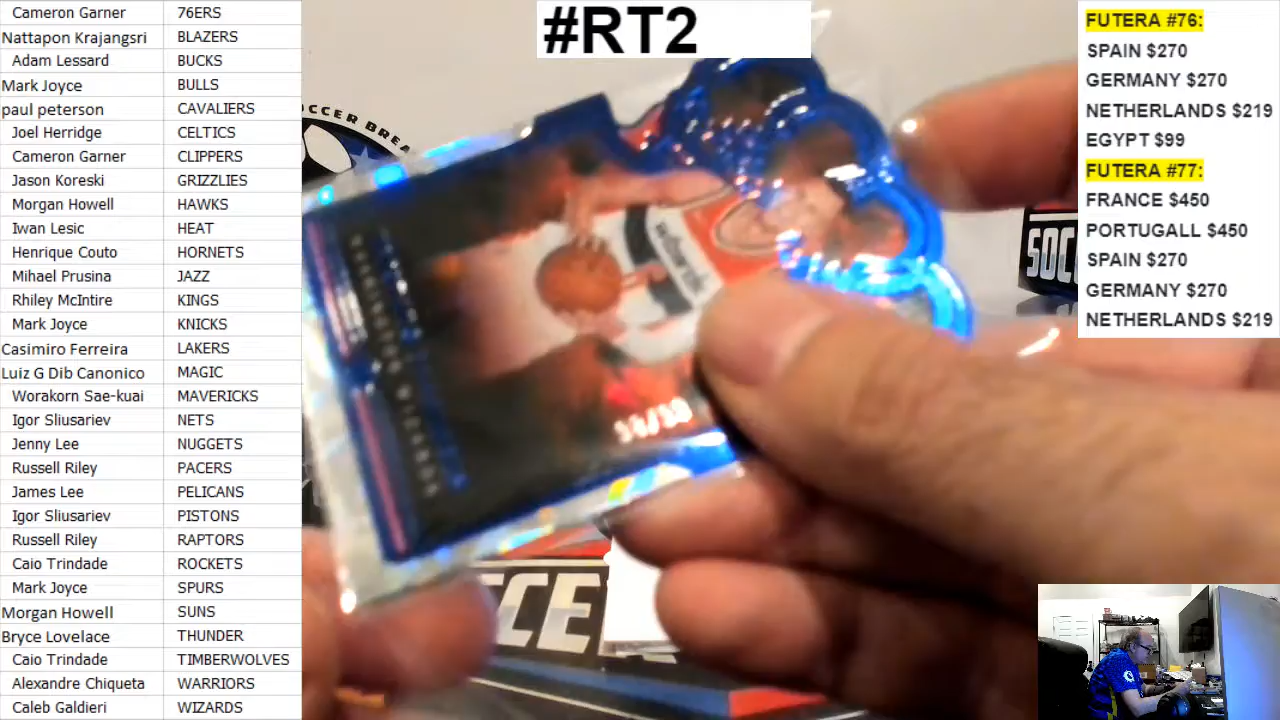 #RT2
Cameron Garner 76ERS
Nattapon Krajangsri BLAZERS
Adam Lessard BUCKS
Mark Joyce BULLS
paul peterson CAVALIERS
Joel Herridge CELTICS
Cameron Garner CLIPPERS
Jason Koreski GRIZZLIES
Morgan Howell HAWKS
Iwan Lesic HEAT
Henrique Couto HORNETS
Mihael Prusina JAZZ
Rhiley McIntire KINGS
Mark Joyce KNICKS
Casimiro Ferreira LAKERS
Luiz G Dib Canonico MAGIC
Worakorn Sae-kuai MAVERICKS
Igor Sliusariev NETS
Jenny Lee NUGGETS
Russell Riley PACERS
James Lee PELICANS
Igor Sliusariev PISTONS
Russell Riley RAPTORS
Caio Trindade ROCKETS
Mark Joyce SPURS
Morgan Howell SUNS
Bryce Lovelace THUNDER
Caio Trindade TIMBERWOLVES
Alexandre Chiqueta WARRIORS
Caleb Galdieri WIZARDS
OCCER BREA
WASHINGTON WIZARDS
SOC
CCER
FUTERA #76:
SPAIN $270
GERMANY $270
NETHERLANDS $219
EGYPT $99
FUTERA #77:
FRANCE $450
PORTUGALL $450
SPAIN $270
GERMANY $270
NETHERLANDS $219